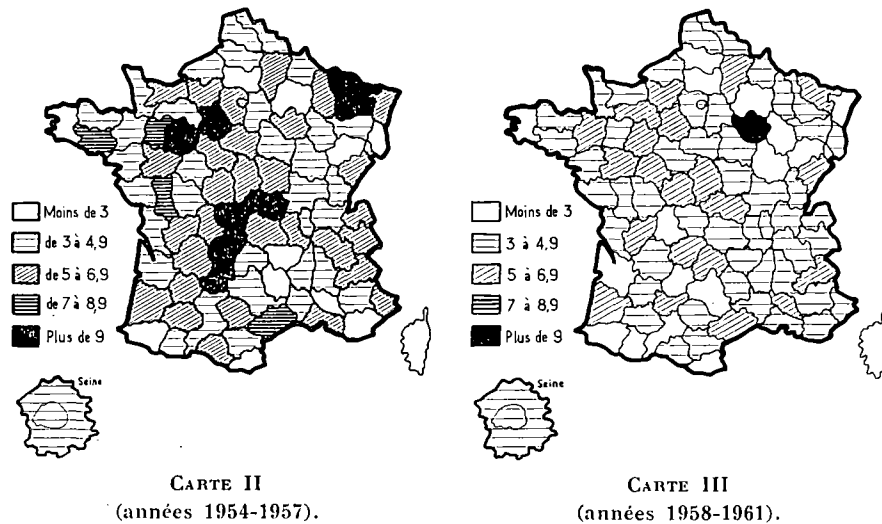 Moins de 3
de 3 à 4,9
de 5 à 6,9
de 7 à 8,9
Plus de 9
Seine
CARTE II
(années 1954-1957).
Moins de 3
3 à 4,9
5 à 6,9
7 à 8,9
Plus de 9
Seine
CARTE III
(années 1958-1961).